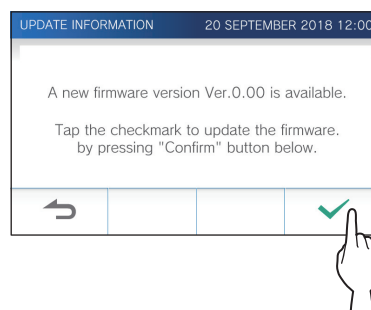 UPDATE INFORMATION 20 SEPTEMBER 2018 12:00
A new firmware version Ver.0.00 is available.
Tap the checkmark to update the firmware.
by pressing "Confirm" button below.